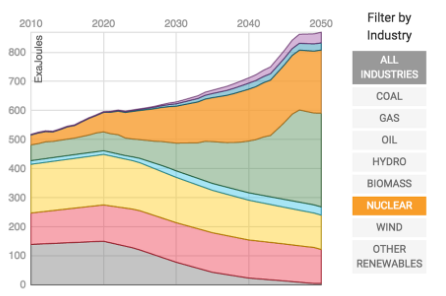 2010 2020 2030 2040 2050
ExaJoules
800
700
600
500
400
300
200
100
0
Filter by
Industry
ALL
INDUSTRIES
COAL
GAS
OIL
HYDRO
BIOMASS
NUCLEAR
WIND
OTHER
RENEWABLES